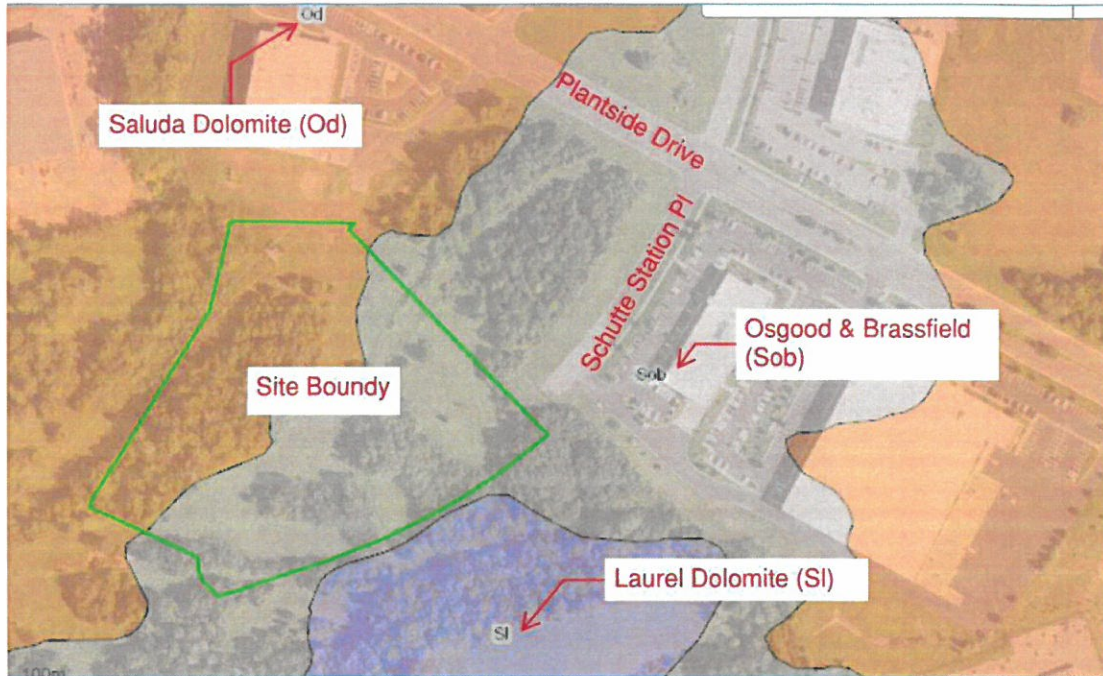 Od
Saluda Dolomite (Od)
Plantside Drive
Schutte Station Pl
Osgood & Brassfield
(Sob)
Sob
Site Boundy
Laurel Dolomite (Sl)
Sl
100m